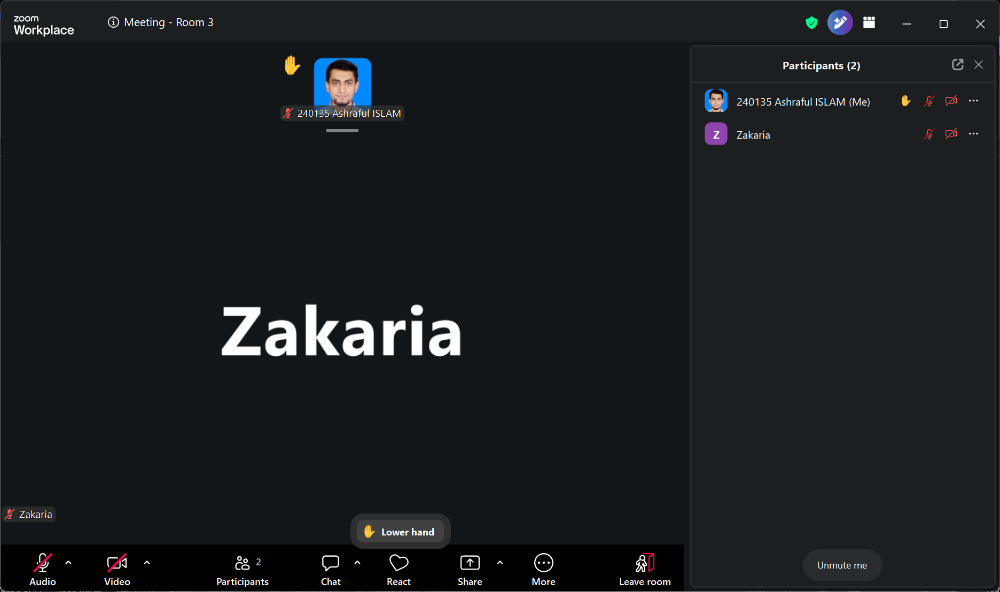 zoom
Workplace
Meeting - Room 3
240135 Ashraful ISLAM
Zakaria
Zakaria
Lower hand
Audio
Video
2
Participants
Chat
React
Share
More
Leave room
Participants (2)
240135 Ashraful ISLAM (Me)
Z
Zakaria
Unmute me